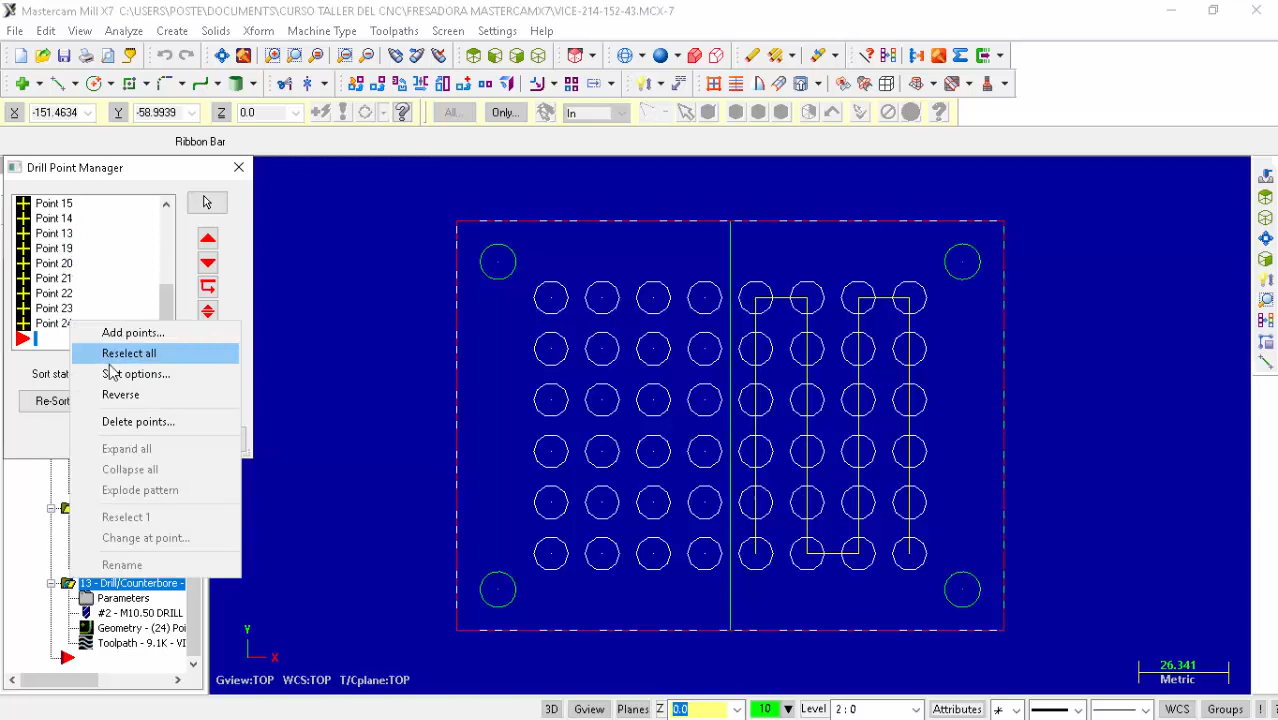 Mastercam Mill X7 C:\USERS\POSTE\DOCUMENTS\CURSO TALLER DEL CNC\FRESADORA MASTERCAMX7\VICE-214-152-43.MCX-7
File Edit View Analyze Create Solids Xform Machine Type Toolpaths Screen Settings Help
X -151.4634 Y -58.9939 Z 0.0 All... Only... In
Ribbon Bar
Drill Point Manager
Point 15
Point 14
Point 13
Point 19
Point 20
Point 21
Point 22
Point 23
Point 24
Add points...
Reselect all
Sort options...
Reverse
Delete points...
Expand all
Collapse all
Explode pattern
Reselect 1
Change at point...
Rename
Sort stat
Re-Sort
13 - Drill/Counterbore -
Parameters
#2 - M10.50 DRILL
Geometry - (24) Poi
Toolpath - 9.1K - VI
Y
X
Gview:TOP WCS:TOP T/Cplane:TOP
26.341
Metric
3D Gview Planes Z 0.0 10 Level 2 : 0 Attributes WCS Groups